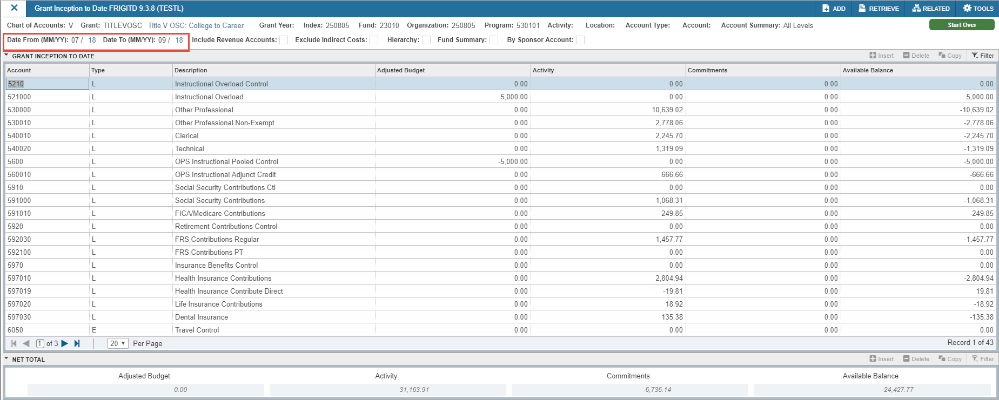 ✕ Grant Inception to Date FRIGITD 9.3.8 (TESTL) ADD RETRIEVE RELATED TOOLS
Chart of Accounts: V Grant: TITLEVOSC Title V OSC: College to Career Grant Year: Index: 250805 Fund: 23010 Organization: 250805 Program: 530101 Activity: Location: Account Type: Account: Account Summary: All Levels Start Over
Date From (MM/YY): 07 / 18 Date To (MM/YY): 09 / 18 Include Revenue Accounts: Exclude Indirect Costs: Hierarchy: Fund Summary: By Sponsor Account:
GRANT INCEPTION TO DATE Insert Delete Copy Filter
Account Type Description Adjusted Budget Activity Commitments Available Balance
5210 L Instructional Overload Control 0.00 0.00 0.00 0.00
521000 L Instructional Overload 5,000.00 0.00 0.00 5,000.00
530000 L Other Professional 0.00 10,639.02 0.00 -10,639.02
530010 L Other Professional Non-Exempt 0.00 2,778.06 0.00 -2,778.06
540010 L Clerical 0.00 2,245.70 0.00 -2,245.70
540020 L Technical 0.00 1,319.09 0.00 -1,319.09
5600 L OPS Instructional Pooled Control -5,000.00 0.00 0.00 -5,000.00
560010 L OPS Instructional Adjunct Credit 0.00 666.66 0.00 -666.66
5910 L Social Security Contributions Ctl 0.00 0.00 0.00 0.00
591000 L Social Security Contributions 0.00 1,068.31 0.00 -1,068.31
591010 L FICA/Medicare Contributions 0.00 249.85 0.00 -249.85
5920 L Retirement Contributions Control 0.00 0.00 0.00 0.00
592030 L FRS Contributions Regular 0.00 1,457.77 0.00 -1,457.77
592100 L FRS Contributions PT 0.00 0.00 0.00 0.00
5970 L Insurance Benefits Control 0.00 0.00 0.00 0.00
597010 L Health Insurance Contributions 0.00 2,804.94 0.00 -2,804.94
597019 L Health Insurance Contribute Direct 0.00 -19.81 0.00 19.81
597020 L Life Insurance Contributions 0.00 18.92 0.00 -18.92
597030 L Dental Insurance 0.00 135.38 0.00 -135.38
6050 E Travel Control 0.00 0.00 0.00 0.00
1 of 3 20 Per Page Record 1 of 43
NET TOTAL Insert Delete Copy Filter
Adjusted Budget Activity Commitments Available Balance
0.00 31,163.91 -6,736.14 -24,427.77